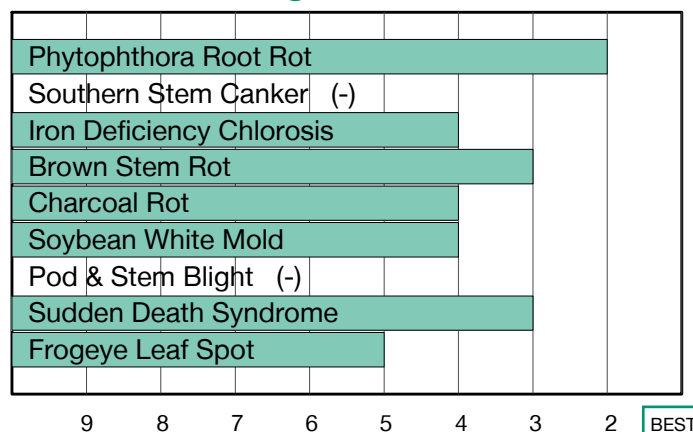 Phytophthora Root Rot
Southern Stem Canker (-)
Iron Deficiency Chlorosis
Brown Stem Rot
Charcoal Rot
Soybean White Mold
Pod & Stem Blight (-)
Sudden Death Syndrome
Frogeye Leaf Spot
9 8 7 6 5 4 3 2 BEST